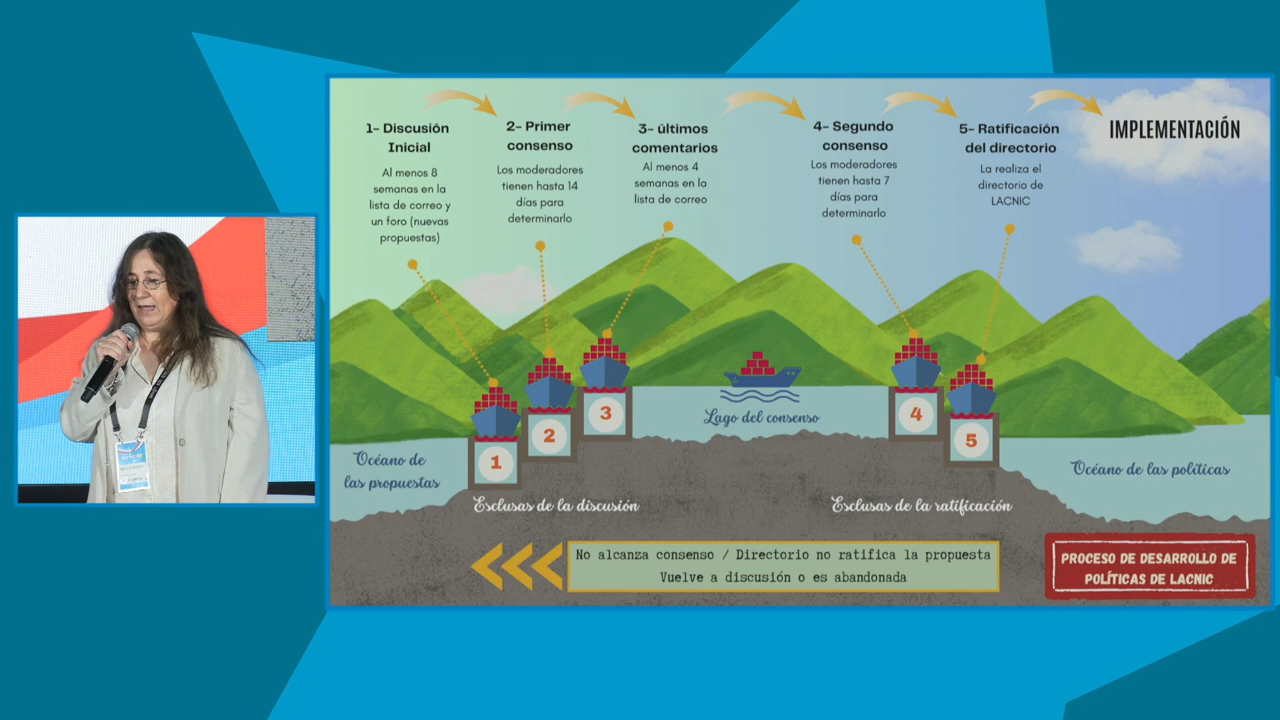 1- Discusión
Inicial
Al menos 8
semanas en la
lista de correo y
un foro (nuevas
propuestas)
2- Primer
consenso
Los moderadores
tienen hasta 14
días para
determinarlo
3- últimos
comentarios
Al menos 4
semanas en la
lista de correo
4- Segundo
consenso
Los moderadores
tienen hasta 7
días para
determinarlo
5- Ratificación
del directorio
La realiza el
directorio de
LACNIC
IMPLEMENTACIÓN
1
2
3
4
5
Océano de
las propuestas
Lago del consenso
Océano de las políticas
Esclusas de la discusión
Esclusas de la ratificación
No alcanza consenso / Directorio no ratifica la propuesta
Vuelve a discusión o es abandonada
PROCESO DE DESARROLLO DE
POLÍTICAS DE LACNIC